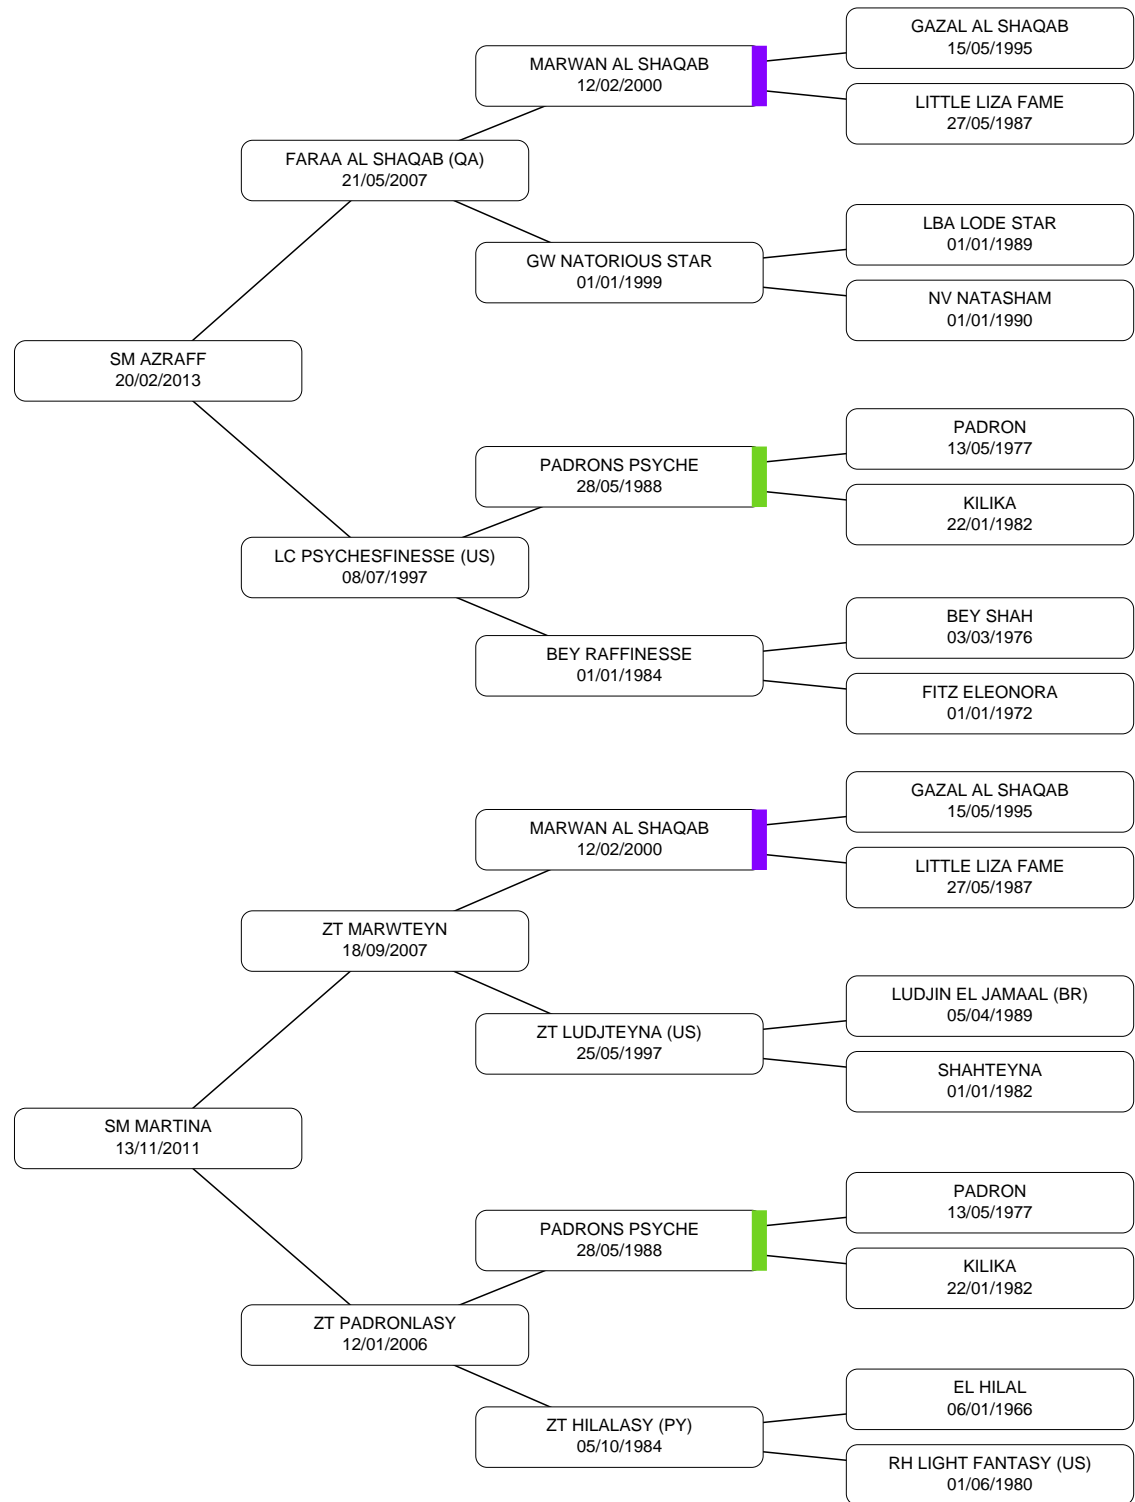 GAZAL AL SHAQAB
15/05/1995
MARWAN AL SHAQAB
12/02/2000
LITTLE LIZA FAME
27/05/1987
FARAA AL SHAQAB (QA)
21/05/2007
LBA LODE STAR
01/01/1989
GW NATORIOUS STAR
01/01/1999
NV NATASHAM
01/01/1990
SM AZRAFF
20/02/2013
PADRON
13/05/1977
PADRONS PSYCHE
28/05/1988
KILIKA
22/01/1982
LC PSYCHESFINESSE (US)
08/07/1997
BEY SHAH
03/03/1976
BEY RAFFINESSE
01/01/1984
FITZ ELEONORA
01/01/1972
GAZAL AL SHAQAB
15/05/1995
MARWAN AL SHAQAB
12/02/2000
LITTLE LIZA FAME
27/05/1987
ZT MARWTEYN
18/09/2007
LUDJIN EL JAMAAL (BR)
05/04/1989
ZT LUDJTEYNA (US)
25/05/1997
SHAHTEYNA
01/01/1982
SM MARTINA
13/11/2011
PADRON
13/05/1977
PADRONS PSYCHE
28/05/1988
KILIKA
22/01/1982
ZT PADRONLASY
12/01/2006
EL HILAL
06/01/1966
ZT HILALASY (PY)
05/10/1984
RH LIGHT FANTASY (US)
01/06/1980